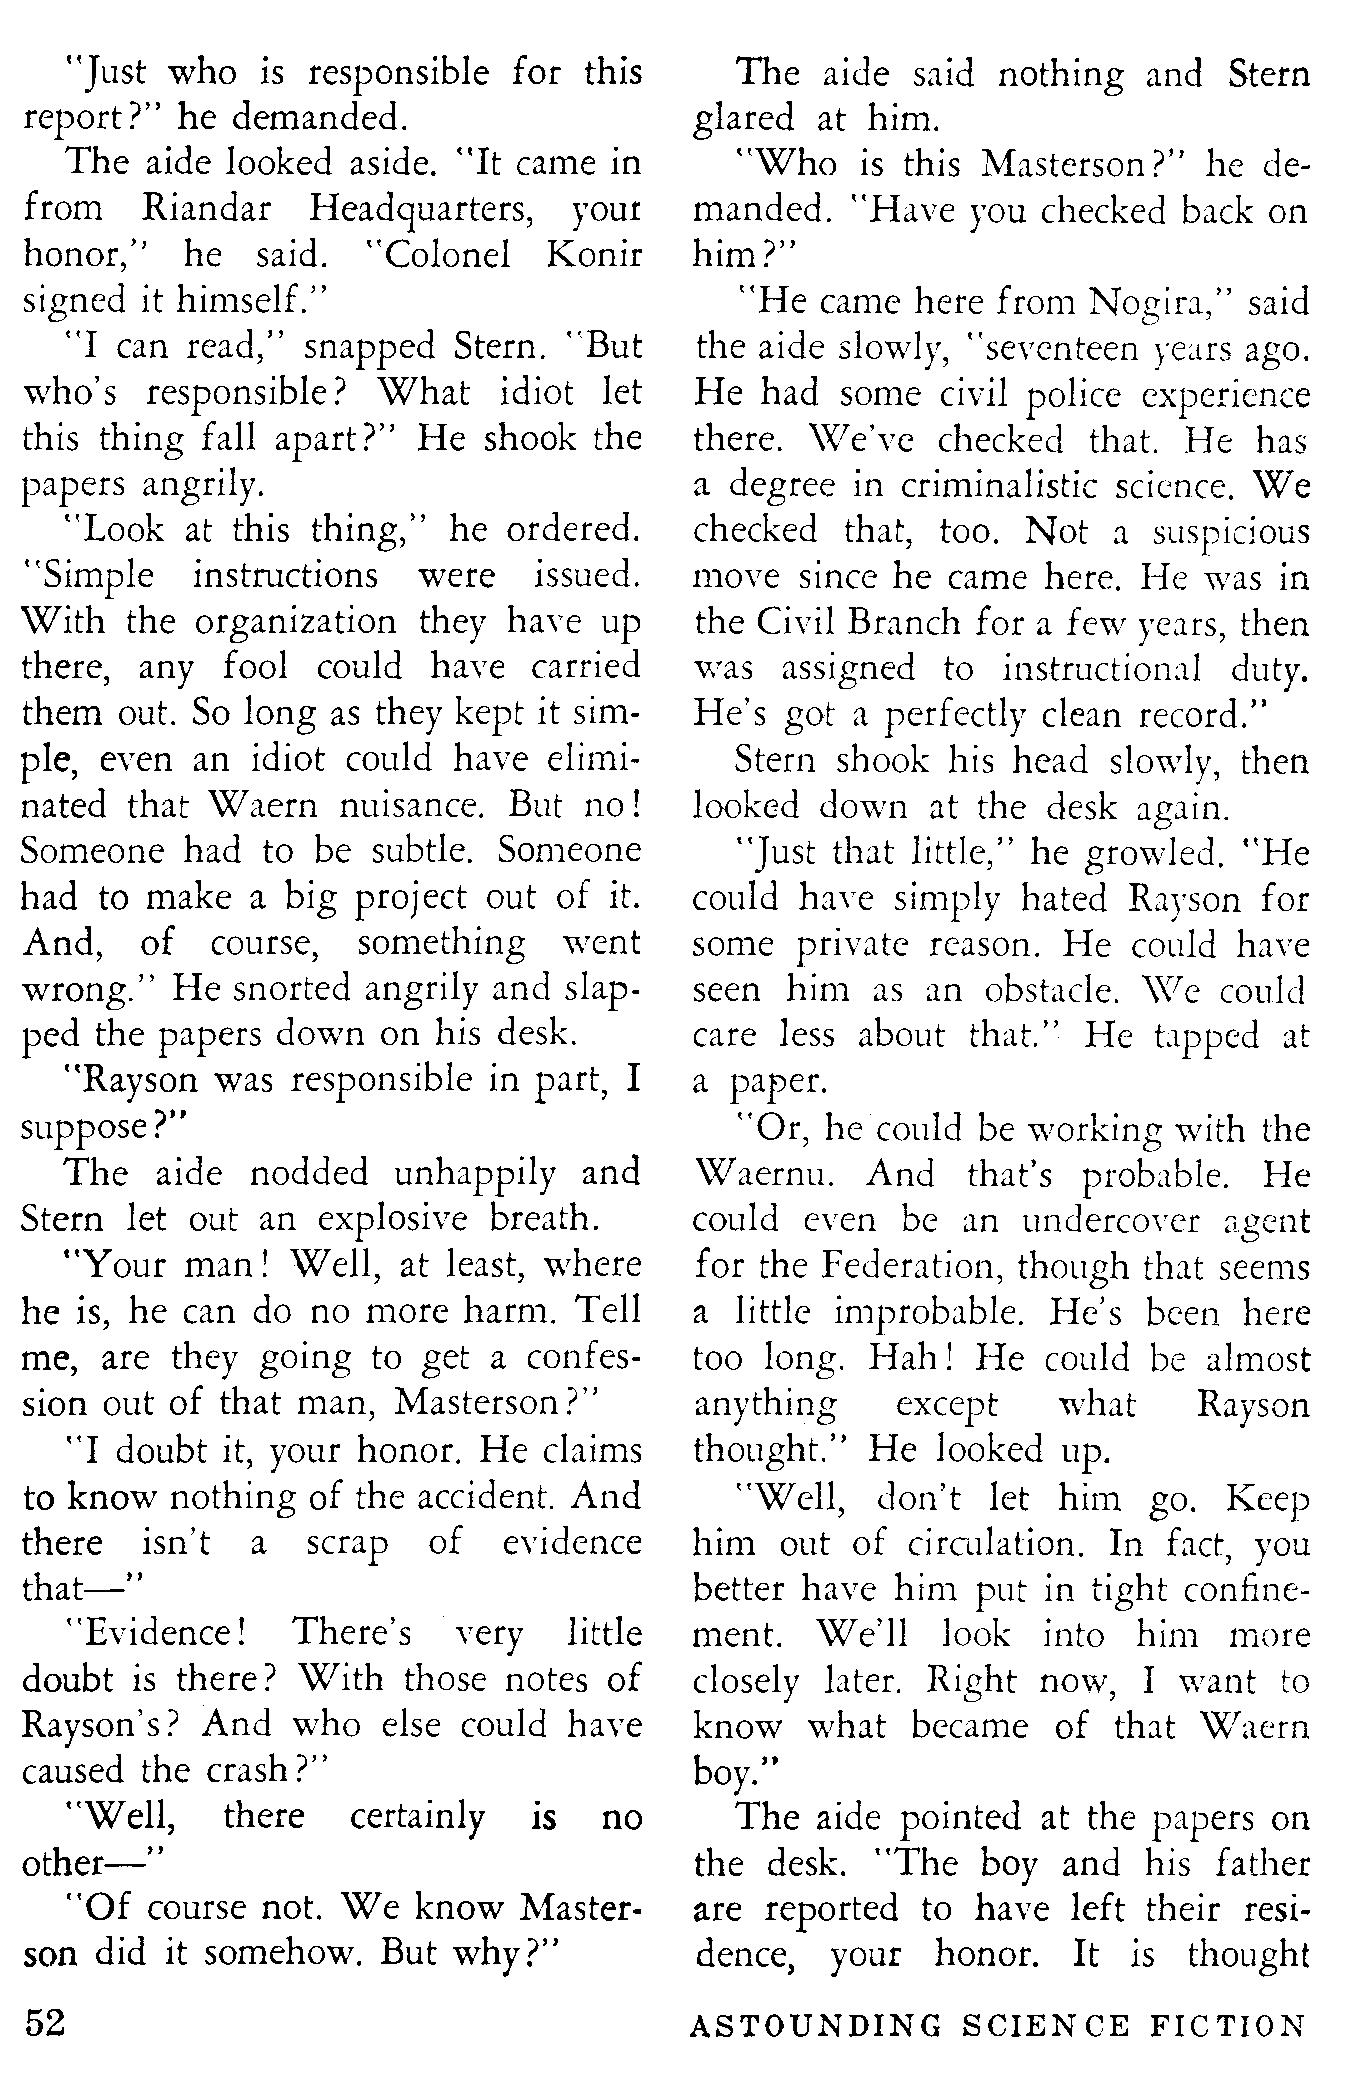 "Just who is responsible for this
report?" he demanded.
The aide looked aside. "It came in
from Riandar Headquarters, your
honor," he said. "Colonel Konir
signed it himself."
"I can read," snapped Stern. "But
who's responsible? What idiot let
this thing fall apart?" He shook the
papers angrily.
"Look at this thing," he ordered.
"Simple instructions were issued.
With the organization they have up
there, any fool could have carried
them out. So long as they kept it sim-
ple, even an idiot could have elimi-
nated that Waern nuisance. But no!
Someone had to be subtle. Someone
had to make a big project out of it.
And, of course, something went
wrong." He snorted angrily and slap-
ped the papers down on his desk.
"Rayson was responsible in part, I
suppose?"
The aide nodded unhappily and
Stern let out an explosive breath.
"Your man! Well, at least, where
he is, he can do no more harm. Tell
me, are they going to get a confes-
sion out of that man, Masterson?"
"I doubt it, your honor. He claims
to know nothing of the accident. And
there isn't a scrap of evidence
that—"
"Evidence! There's very little
doubt is there? With those notes of
Rayson's? And who else could have
caused the crash?"
"Well, there certainly is no
other—"
"Of course not. We know Master-
son did it somehow. But why?"
The aide said nothing and Stern
glared at him.
"Who is this Masterson?" he de-
manded. "Have you checked back on
him?"
"He came here from Nogira," said
the aide slowly, "seventeen years ago.
He had some civil police experience
there. We've checked that. He has
a degree in criminalistic science. We
checked that, too. Not a suspicious
move since he came here. He was in
the Civil Branch for a few years, then
was assigned to instructional duty.
He's got a perfectly clean record."
Stern shook his head slowly, then
looked down at the desk again.
"Just that little," he growled. "He
could have simply hated Rayson for
some private reason. He could have
seen him as an obstacle. We could
care less about that." He tapped at
a paper.
"Or, he could be working with the
Waernu. And that's probable. He
could even be an undercover agent
for the Federation, though that seems
a little improbable. He's been here
too long. Hah! He could be almost
anything except what Rayson
thought." He looked up.
"Well, don't let him go. Keep
him out of circulation. In fact, you
better have him put in tight confine-
ment. We'll look into him more
closely later. Right now, I want to
know what became of that Waern
boy."
The aide pointed at the papers on
the desk. "The boy and his father
are reported to have left their resi-
dence, your honor. It is thought
52
ASTOUNDING SCIENCE FICTION